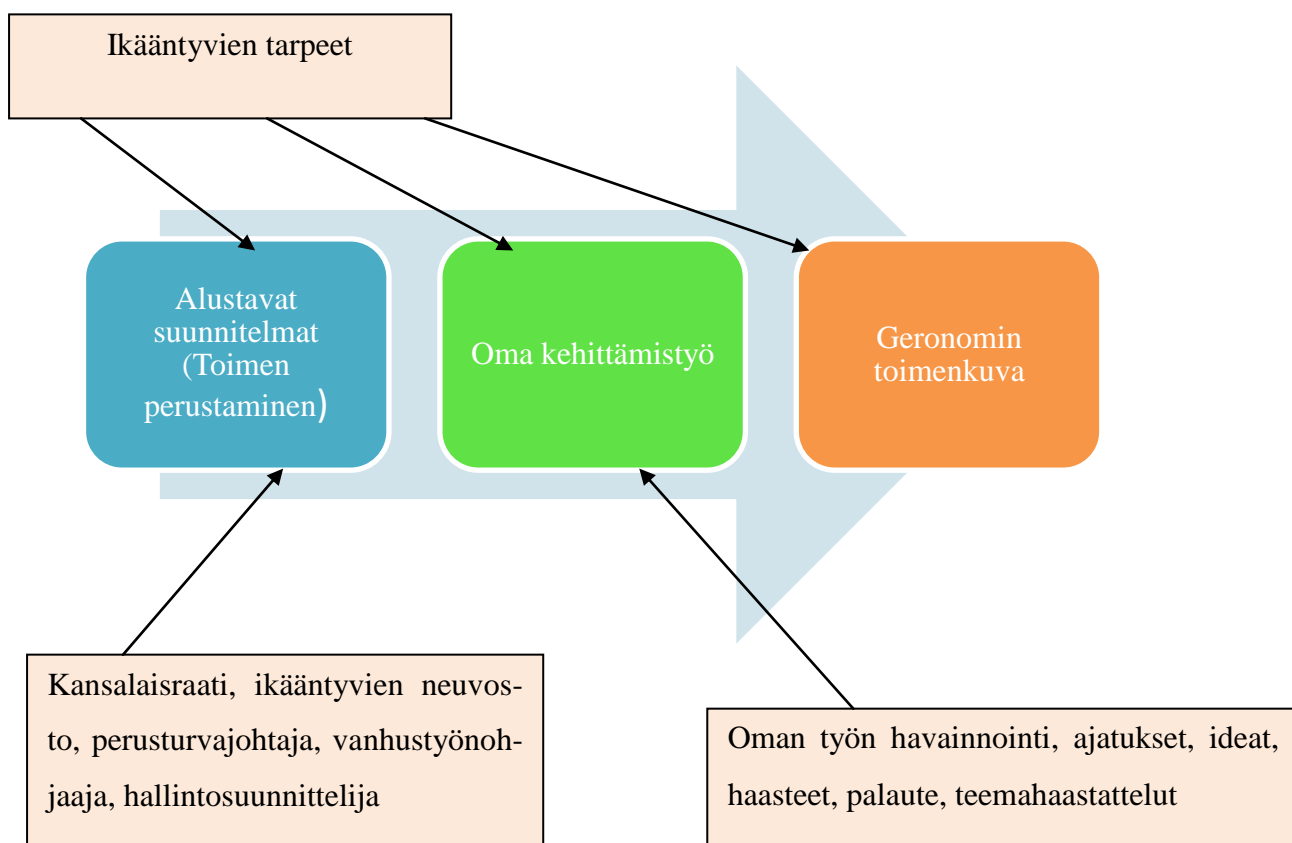 Ikääntyvien tarpeet
Alustavat
suunnitelmat
(Toimen
perustaminen)
Oma kehittämistyö
Geronomin
toimenkuva
Kansalaisraati, ikääntyvien neuvos-
to, perusturvajohtaja, vanhustyönoh-
jaaja, hallintosuunnittelija
Oman työn havainnointi, ajatukset, ideat,
haasteet, palaute, teemahaastattelut